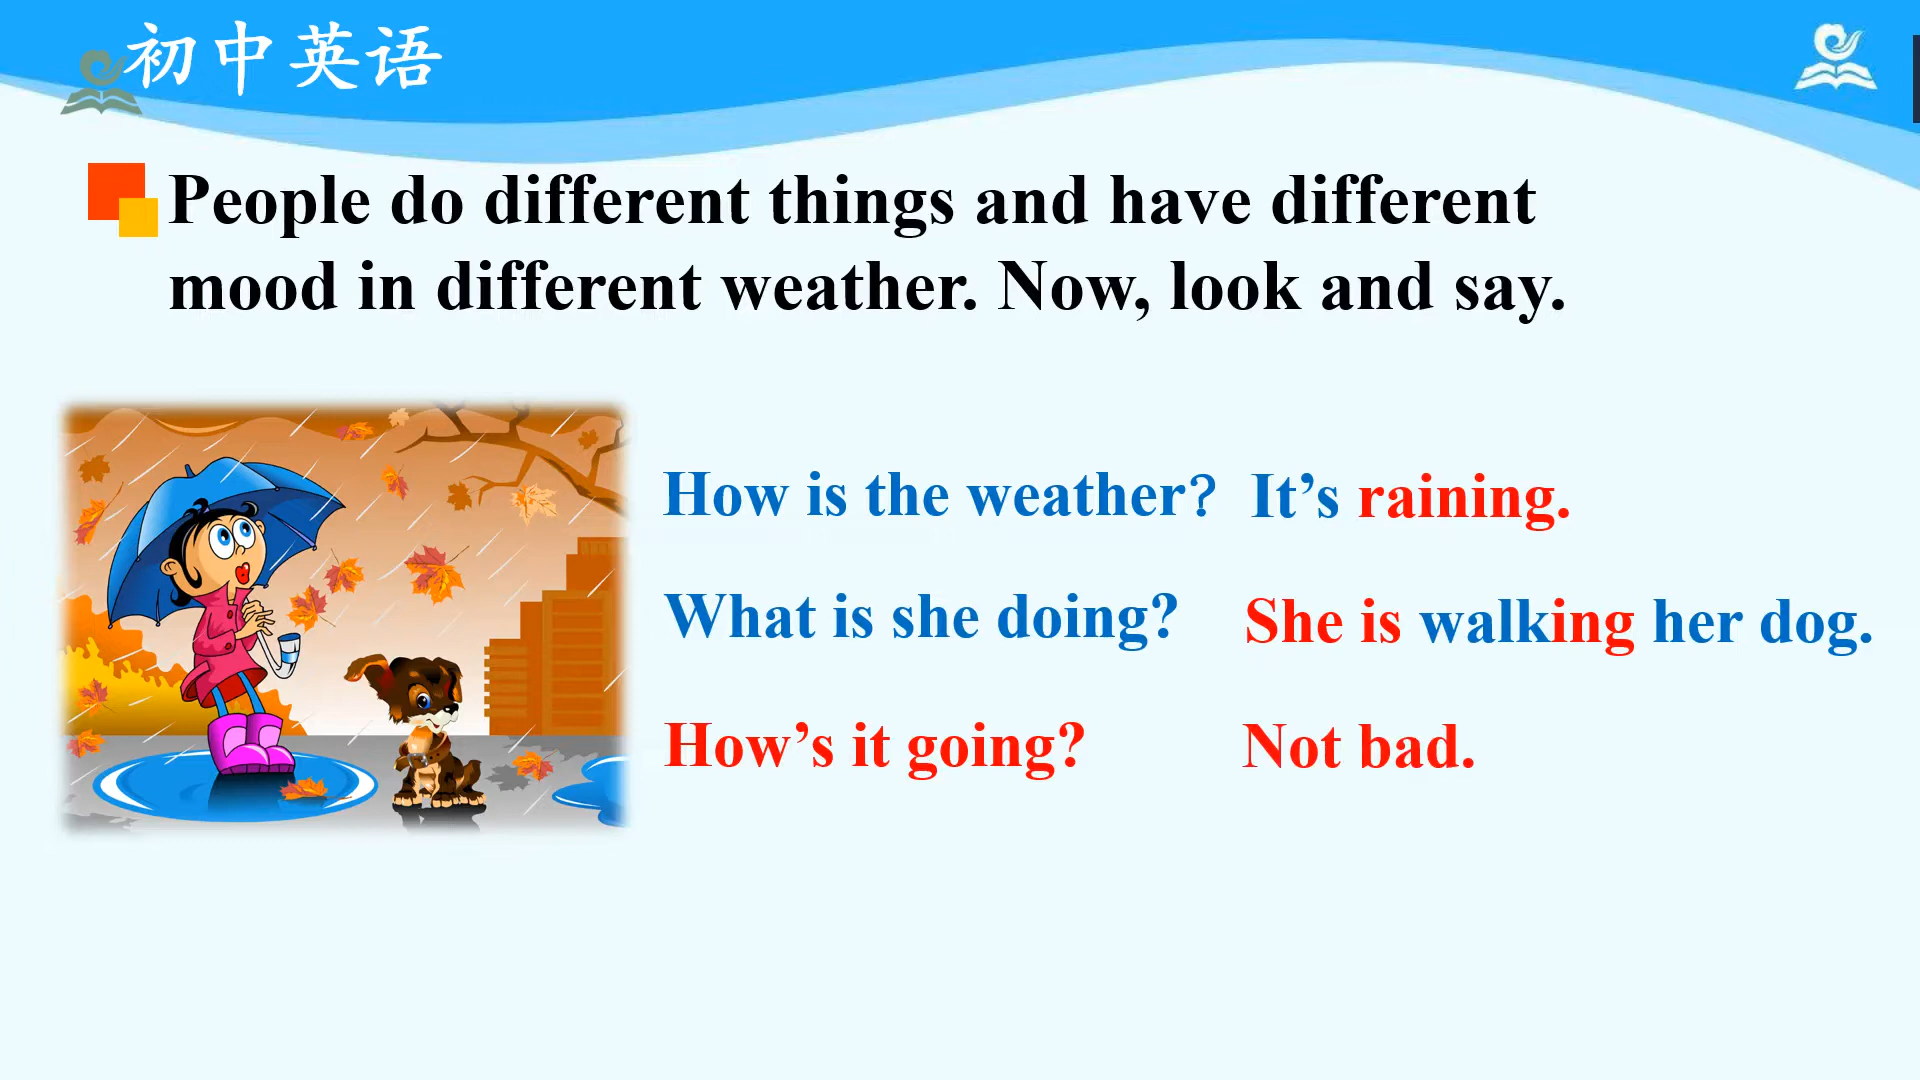 初中英语
People do different things and have different
mood in different weather. Now, look and say.
How is the weather? It’s raining.
What is she doing? She is walking her dog.
How’s it going? Not bad.